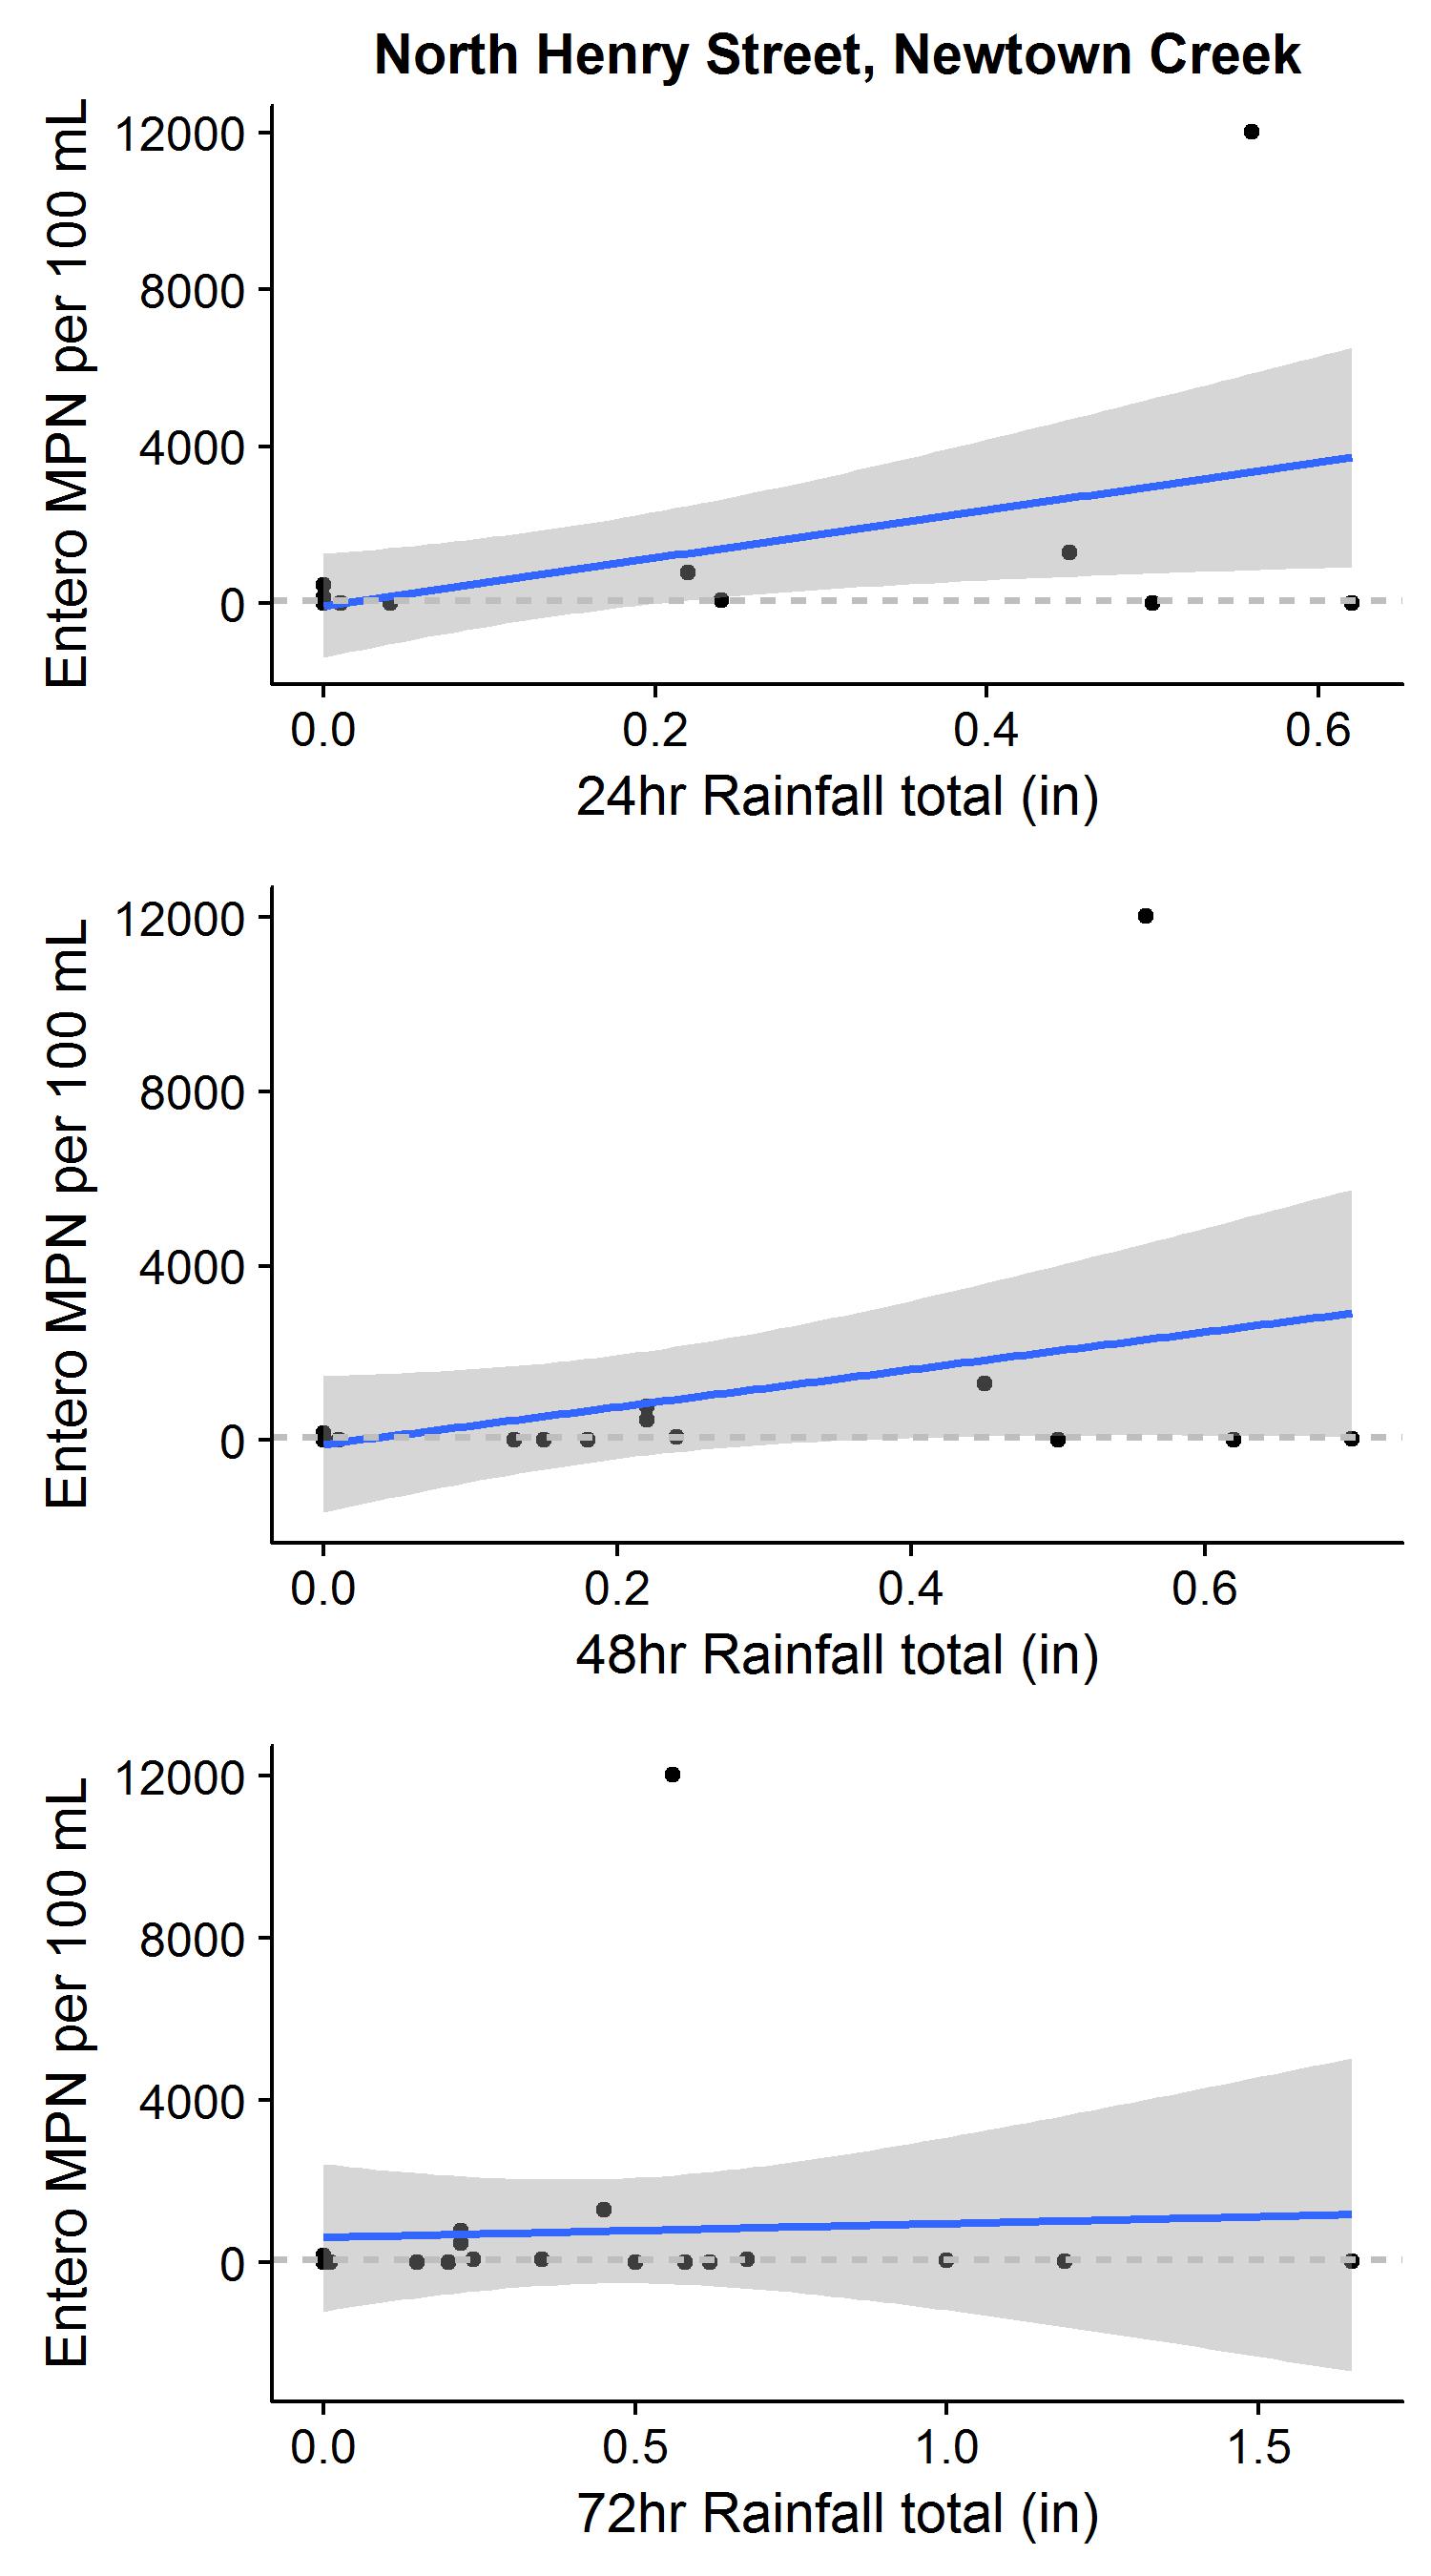 North Henry Street, Newtown Creek
Entero MPN per 100 mL
12000
8000
4000
0
0.0 0.2 0.4 0.6
24hr Rainfall total (in)
Entero MPN per 100 mL
12000
8000
4000
0
0.0 0.2 0.4 0.6
48hr Rainfall total (in)
Entero MPN per 100 mL
12000
8000
4000
0
0.0 0.5 1.0 1.5
72hr Rainfall total (in)